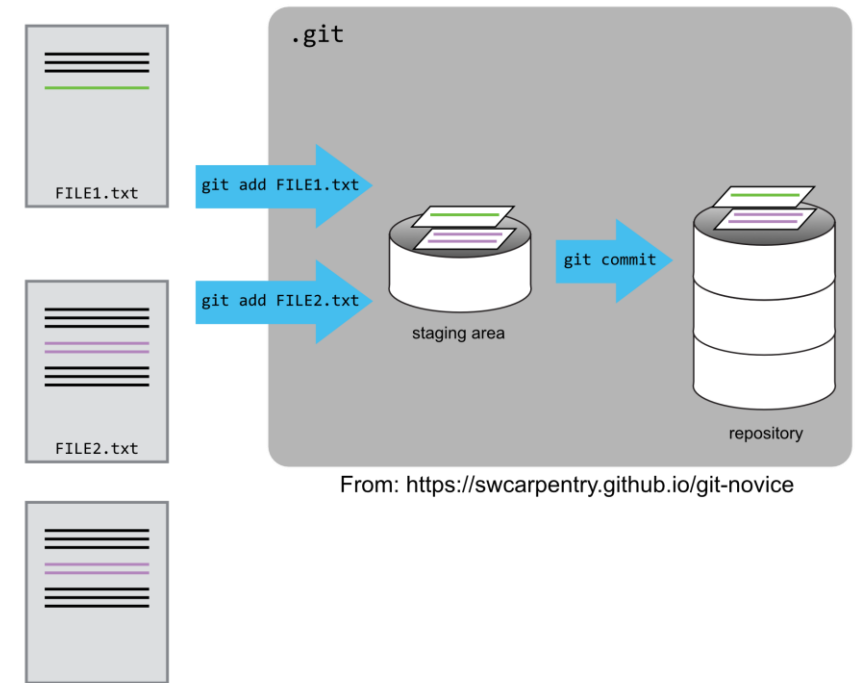 .git
FILE1.txt
git add FILE1.txt
git add FILE2.txt
git commit
staging area
repository
FILE2.txt
From: https://swcarpentry.github.io/git-novice